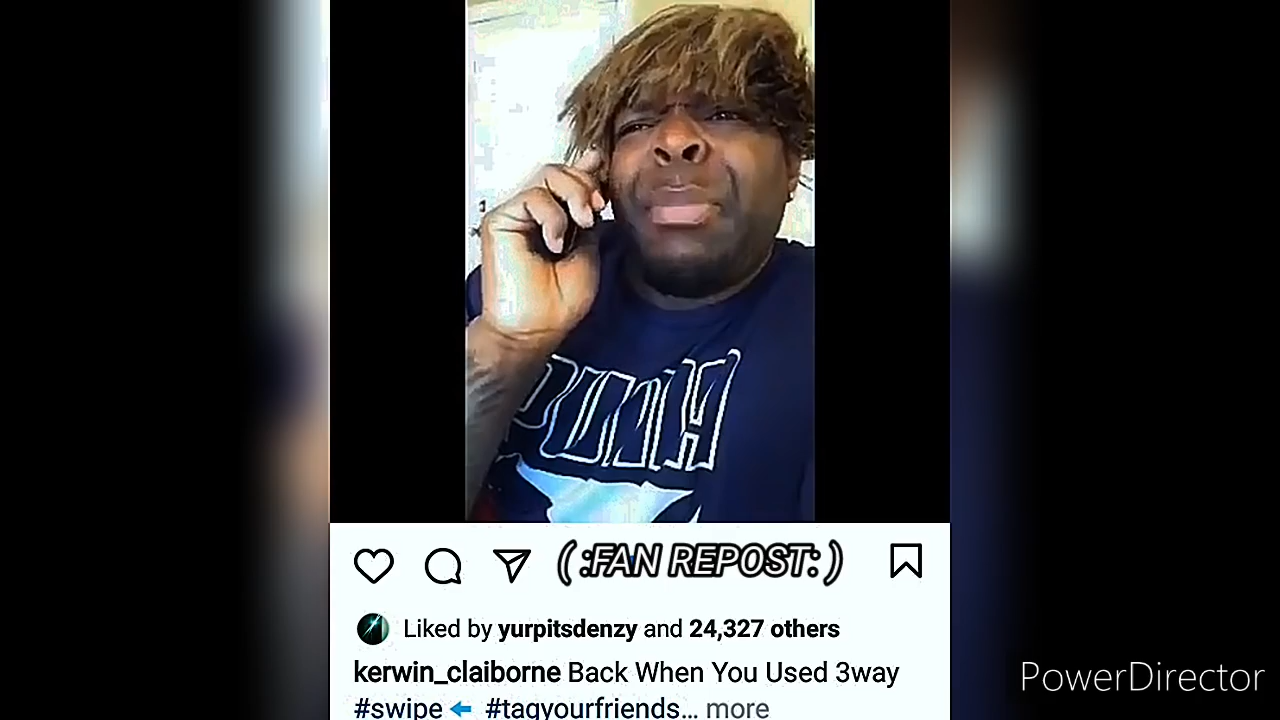 PUMA
( :FAN REPOST: )
Liked by yurpitsdenzy and 24,327 others
kerwin_claiborne Back When You Used 3way
#swipe ⬅ #tagyourfriends... more
PowerDirector